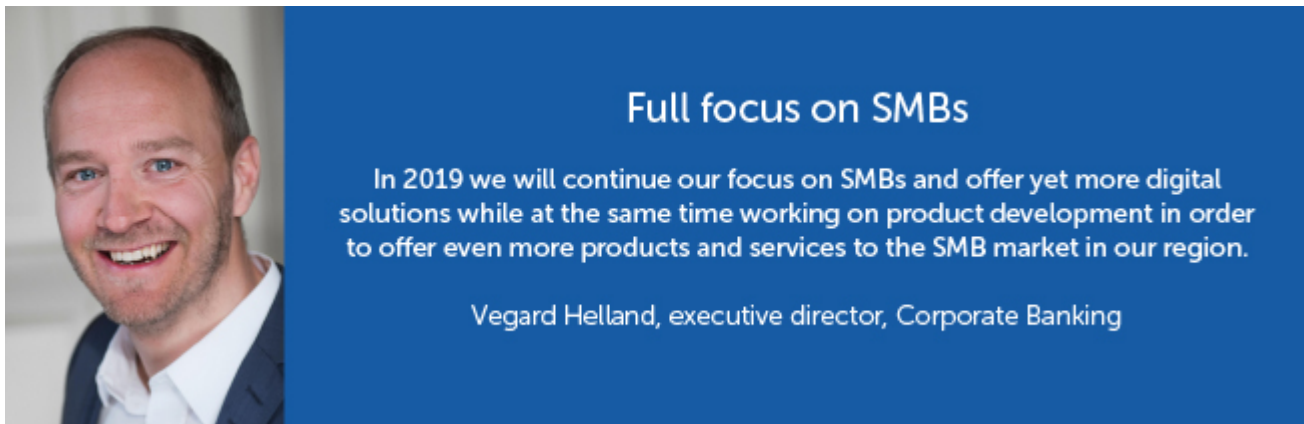 Full focus on SMBs
In 2019 we will continue our focus on SMBs and offer yet more digital
solutions while at the same time working on product development in order
to offer even more products and services to the SMB market in our region.
Vegard Helland, executive director, Corporate Banking